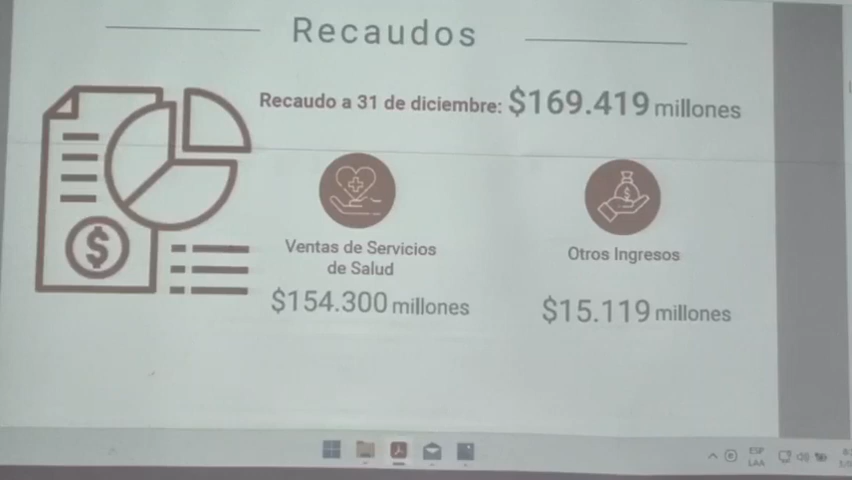 Recaudos
Recaudo a 31 de diciembre: $169.419 millones
Ventas de Servicios
de Salud
$154.300 millones
Otros Ingresos
$15.119 millones
$
ESP
LAA